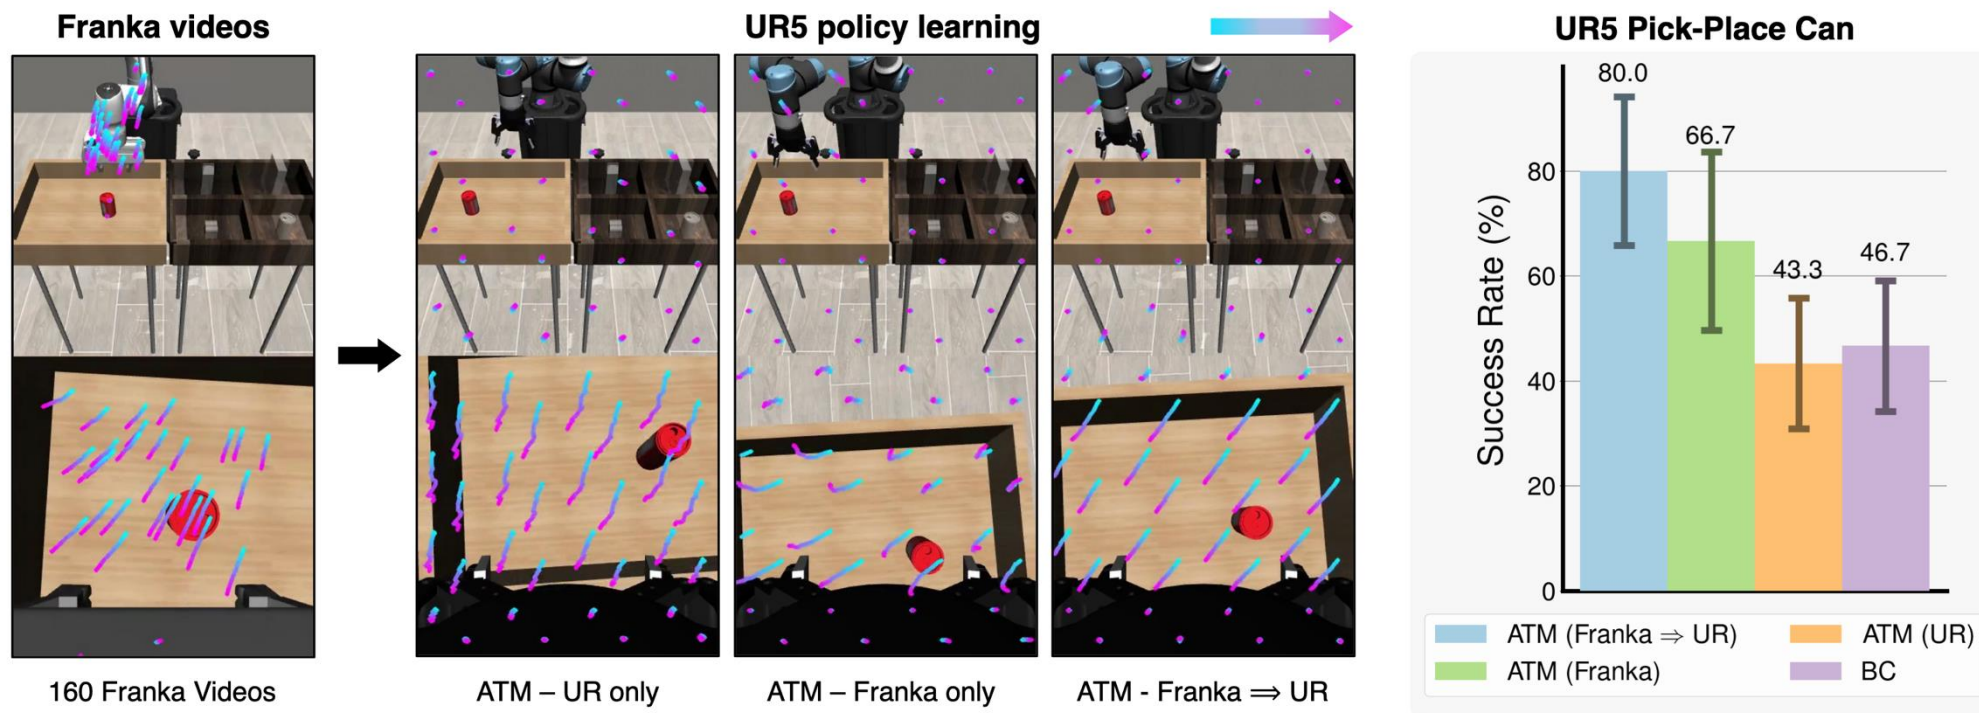 Franka videos
UR5 policy learning
160 Franka Videos
ATM – UR only
ATM – Franka only
ATM - Franka ⟹ UR
UR5 Pick-Place Can
Success Rate (%)
80
60
40
20
0
80.0
66.7
43.3
46.7
ATM (Franka ⇒ UR)
ATM (UR)
ATM (Franka)
BC